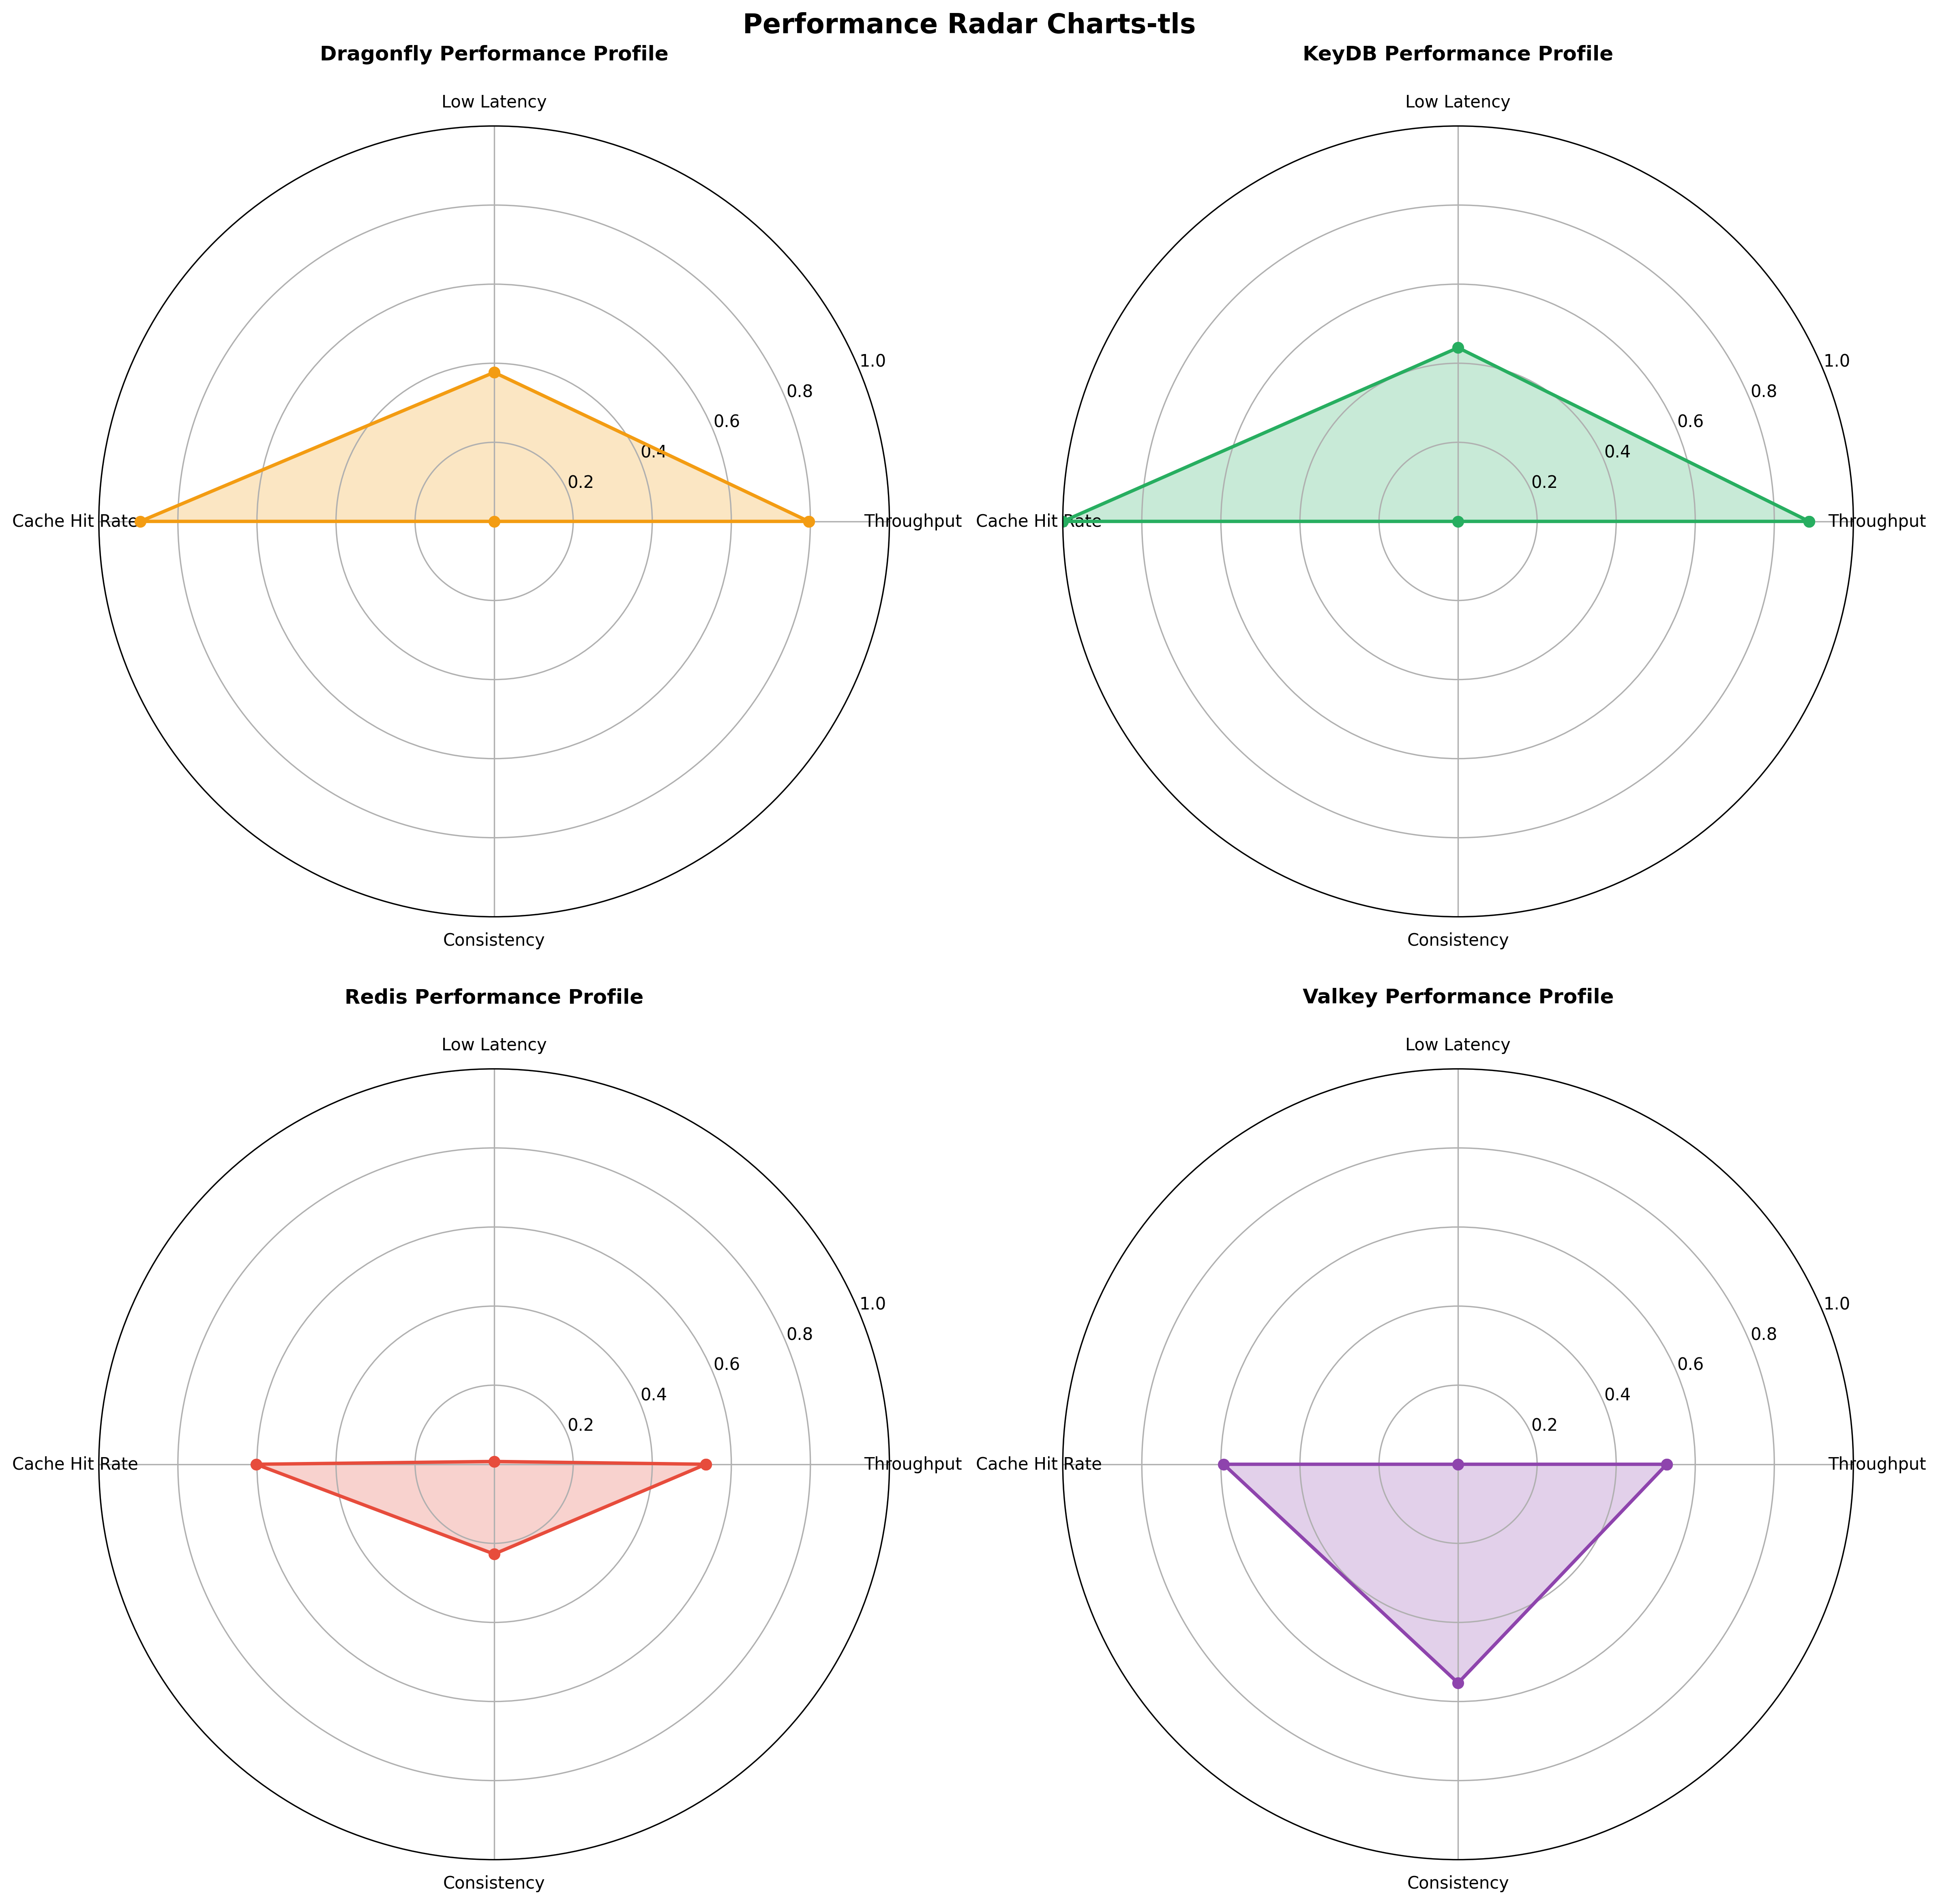 Performance Radar Charts-tls
Dragonfly Performance Profile
Low Latency
1.0
0.8
0.6
0.4
0.2
Cache Hit Rate
Throughput
Consistency
KeyDB Performance Profile
Low Latency
1.0
0.8
0.6
0.4
0.2
Cache Hit Rate
Throughput
Consistency
Redis Performance Profile
Low Latency
1.0
0.8
0.6
0.4
0.2
Cache Hit Rate
Throughput
Consistency
Valkey Performance Profile
Low Latency
1.0
0.8
0.6
0.4
0.2
Cache Hit Rate
Throughput
Consistency